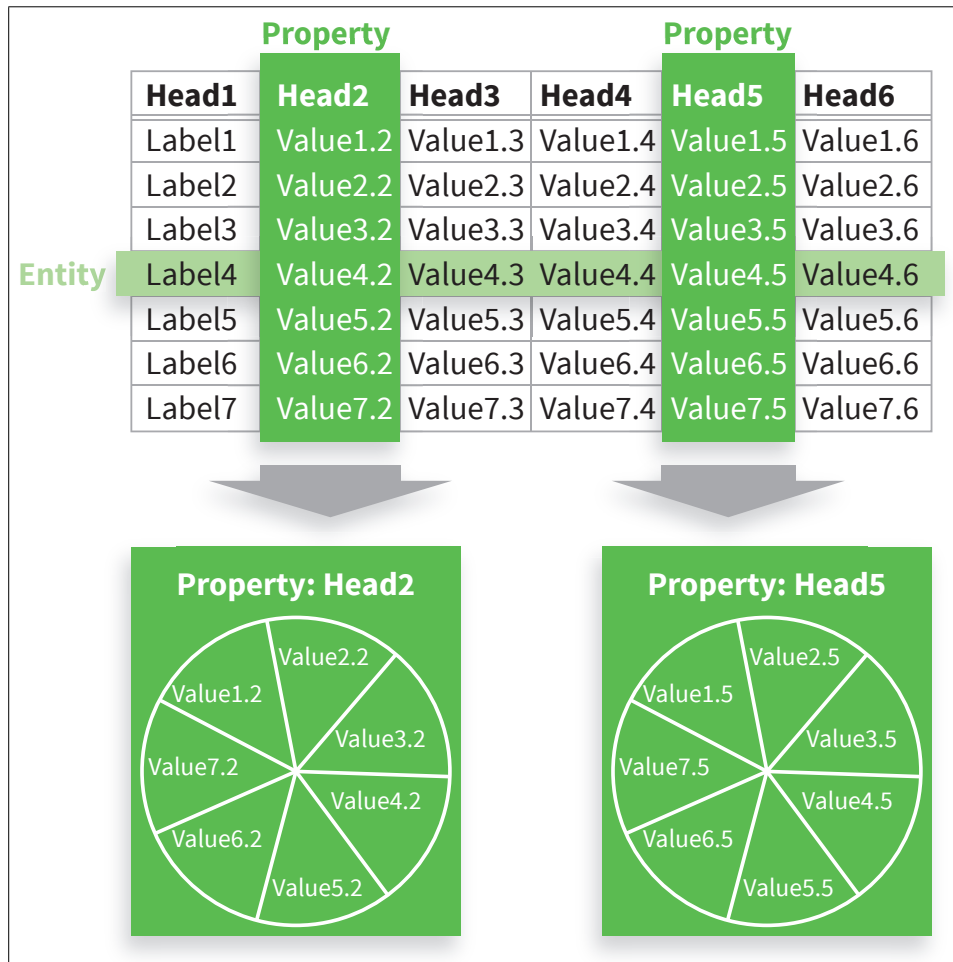 Property Property
Head1 Head2 Head3 Head4 Head5 Head6
Label1 Value1.2 Value1.3 Value1.4 Value1.5 Value1.6
Label2 Value2.2 Value2.3 Value2.4 Value2.5 Value2.6
Label3 Value3.2 Value3.3 Value3.4 Value3.5 Value3.6
Entity Label4 Value4.2 Value4.3 Value4.4 Value4.5 Value4.6
Label5 Value5.2 Value5.3 Value5.4 Value5.5 Value5.6
Label6 Value6.2 Value6.3 Value6.4 Value6.5 Value6.6
Label7 Value7.2 Value7.3 Value7.4 Value7.5 Value7.6
Property: Head2
Value2.2
Value1.2
Value3.2
Value7.2
Value4.2
Value6.2
Value5.2
Property: Head5
Value2.5
Value1.5
Value3.5
Value7.5
Value4.5
Value6.5
Value5.5